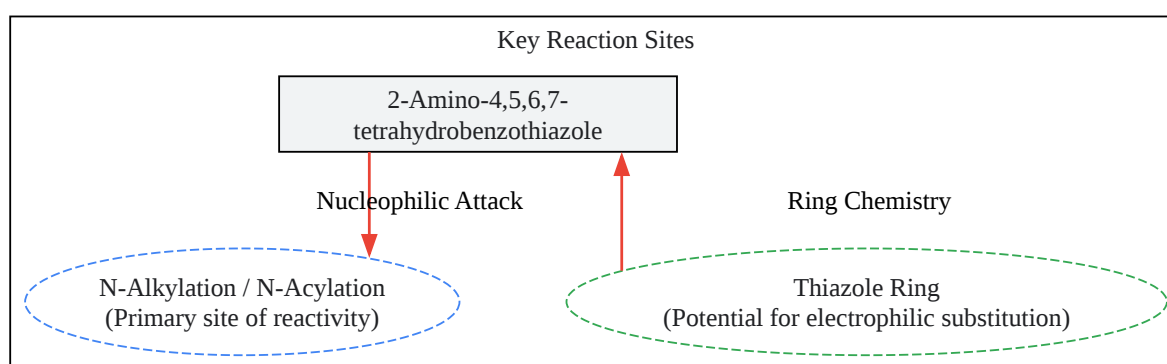 Key Reaction Sites
2-Amino-4,5,6,7-
tetrahydrobenzothiazole
Nucleophilic Attack
Ring Chemistry
N-Alkylation / N-Acylation
(Primary site of reactivity)
Thiazole Ring
(Potential for electrophilic substitution)